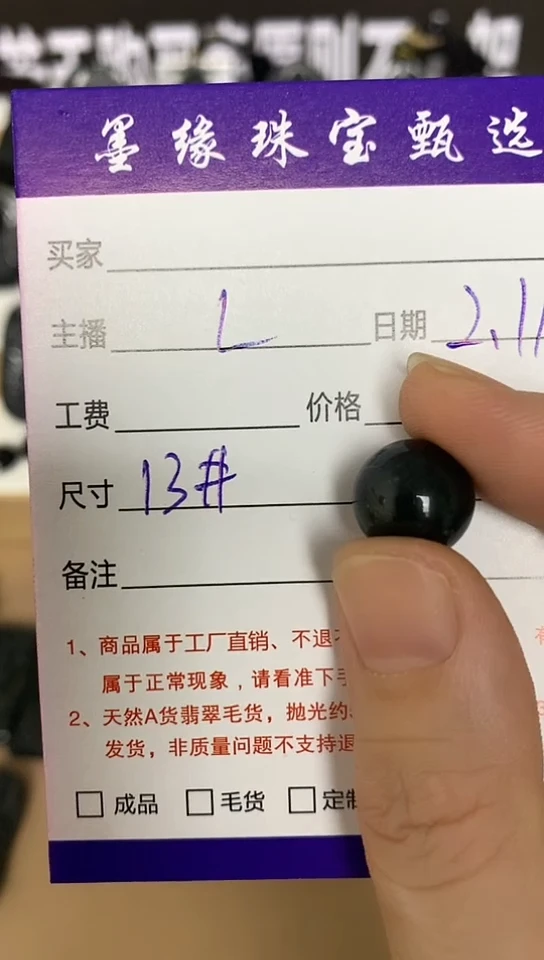 墨缘珠宝甄选
买家
主播 L 日期 2.11
工费 价格
尺寸 13#
备注
1、商品属于工厂直销、不退
属于正常现象，请看准下手
2、天然A货翡翠毛货，抛光约
发货，非质量问题不支持退
成品 毛货 定制